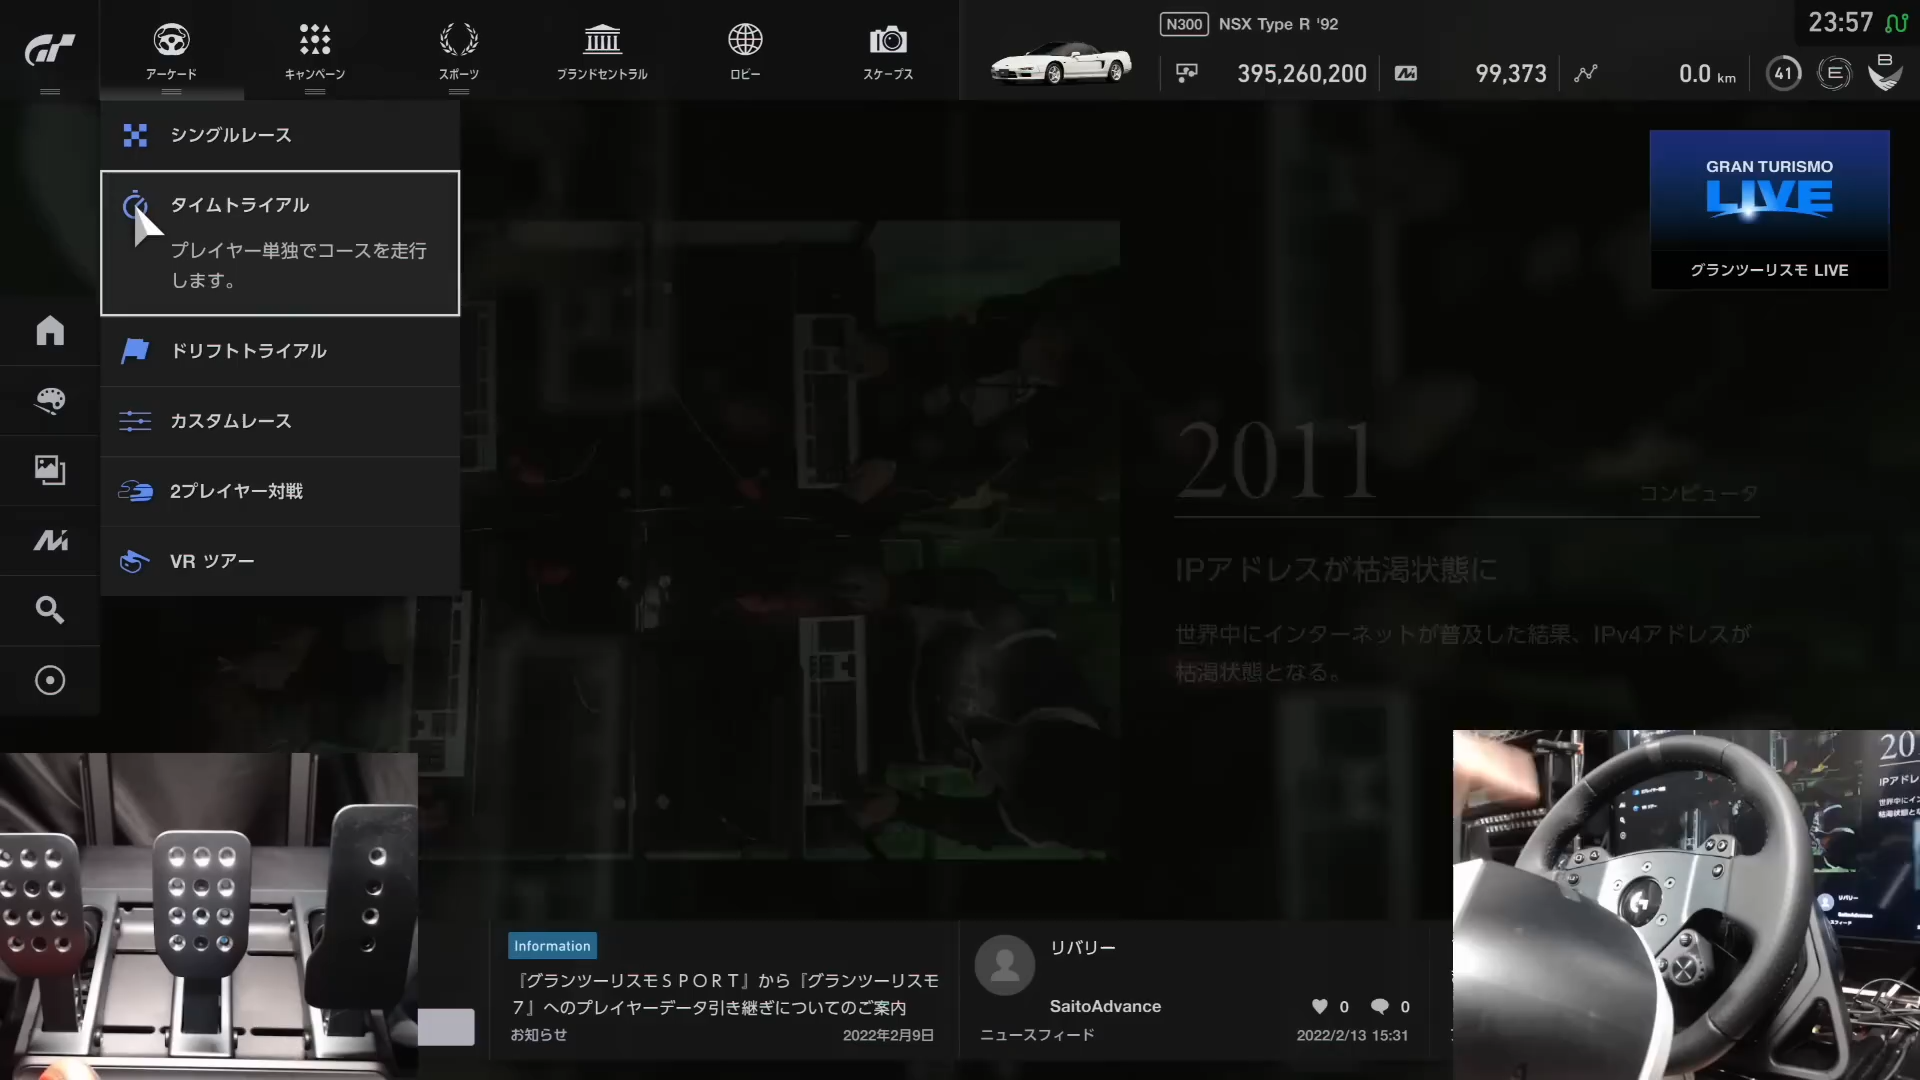 アーケード
キャンペーン
スポーツ
ブランドセントラル
ロビー
スケープス
N300 NSX Type R '92
395,260,200
99,373
0.0 km
41
E
B
23:57
シングルレース
タイムトライアル
プレイヤー単独でコースを走行
します。
ドリフトトライアル
カスタムレース
2プレイヤー対戦
VR ツアー
GRAN TURISMO
LIVE
グランツーリスモ LIVE
2011
コンピュータ
IPアドレスが枯渇状態に
世界中にインターネットが普及した結果、IPv4アドレスが
枯渇状態となる。
Information
『グランツーリスモＳＰＯＲＴ』から『グランツーリスモ
７』へのプレイヤーデータ引き継ぎについてのご案内
お知らせ
2022年2月9日
リバリー
SaitoAdvance
0
0
ニュースフィード
2022/2/13 15:31